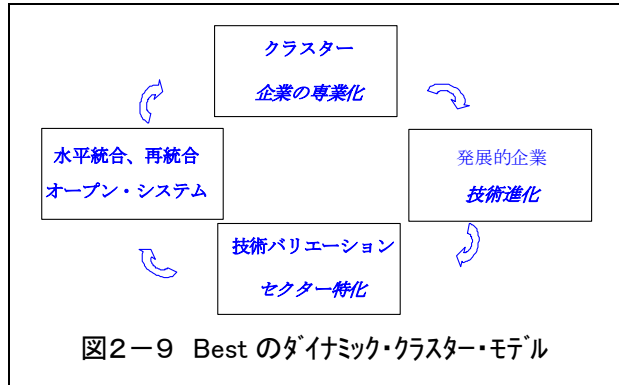 クラスター
企業の専業化
水平統合、再統合
オープン・システム
発展的企業
技術進化
技術バリエーション
セクター特化
図2－9 Best のﾀﾞｲﾅﾐｯｸ・ｸﾗｽﾀｰ・ﾓﾃﾞﾙ